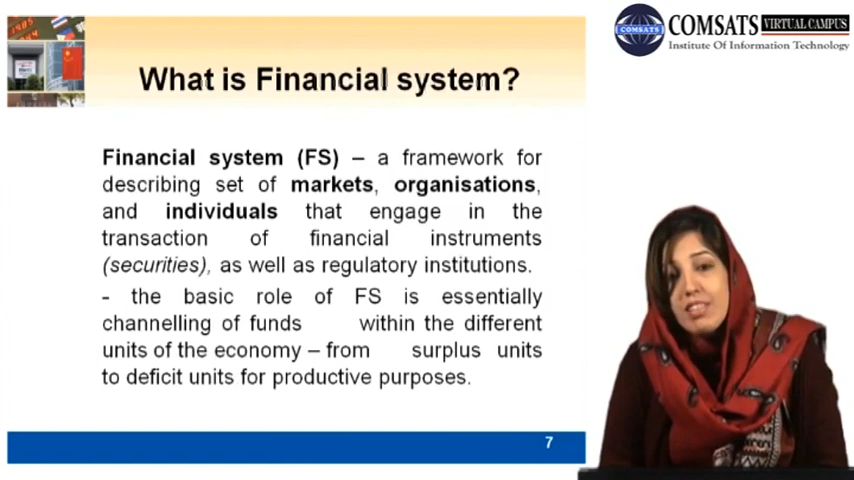 COMSATS
COMSATS VIRTUAL CAMPUS
Institute Of Information Technology
What is Financial system?
Financial system (FS) – a framework for
describing set of markets, organisations,
and individuals that engage in the
transaction of financial instruments
(securities), as well as regulatory institutions.
- the basic role of FS is essentially
channelling of funds within the different
units of the economy – from surplus units
to deficit units for productive purposes.
7